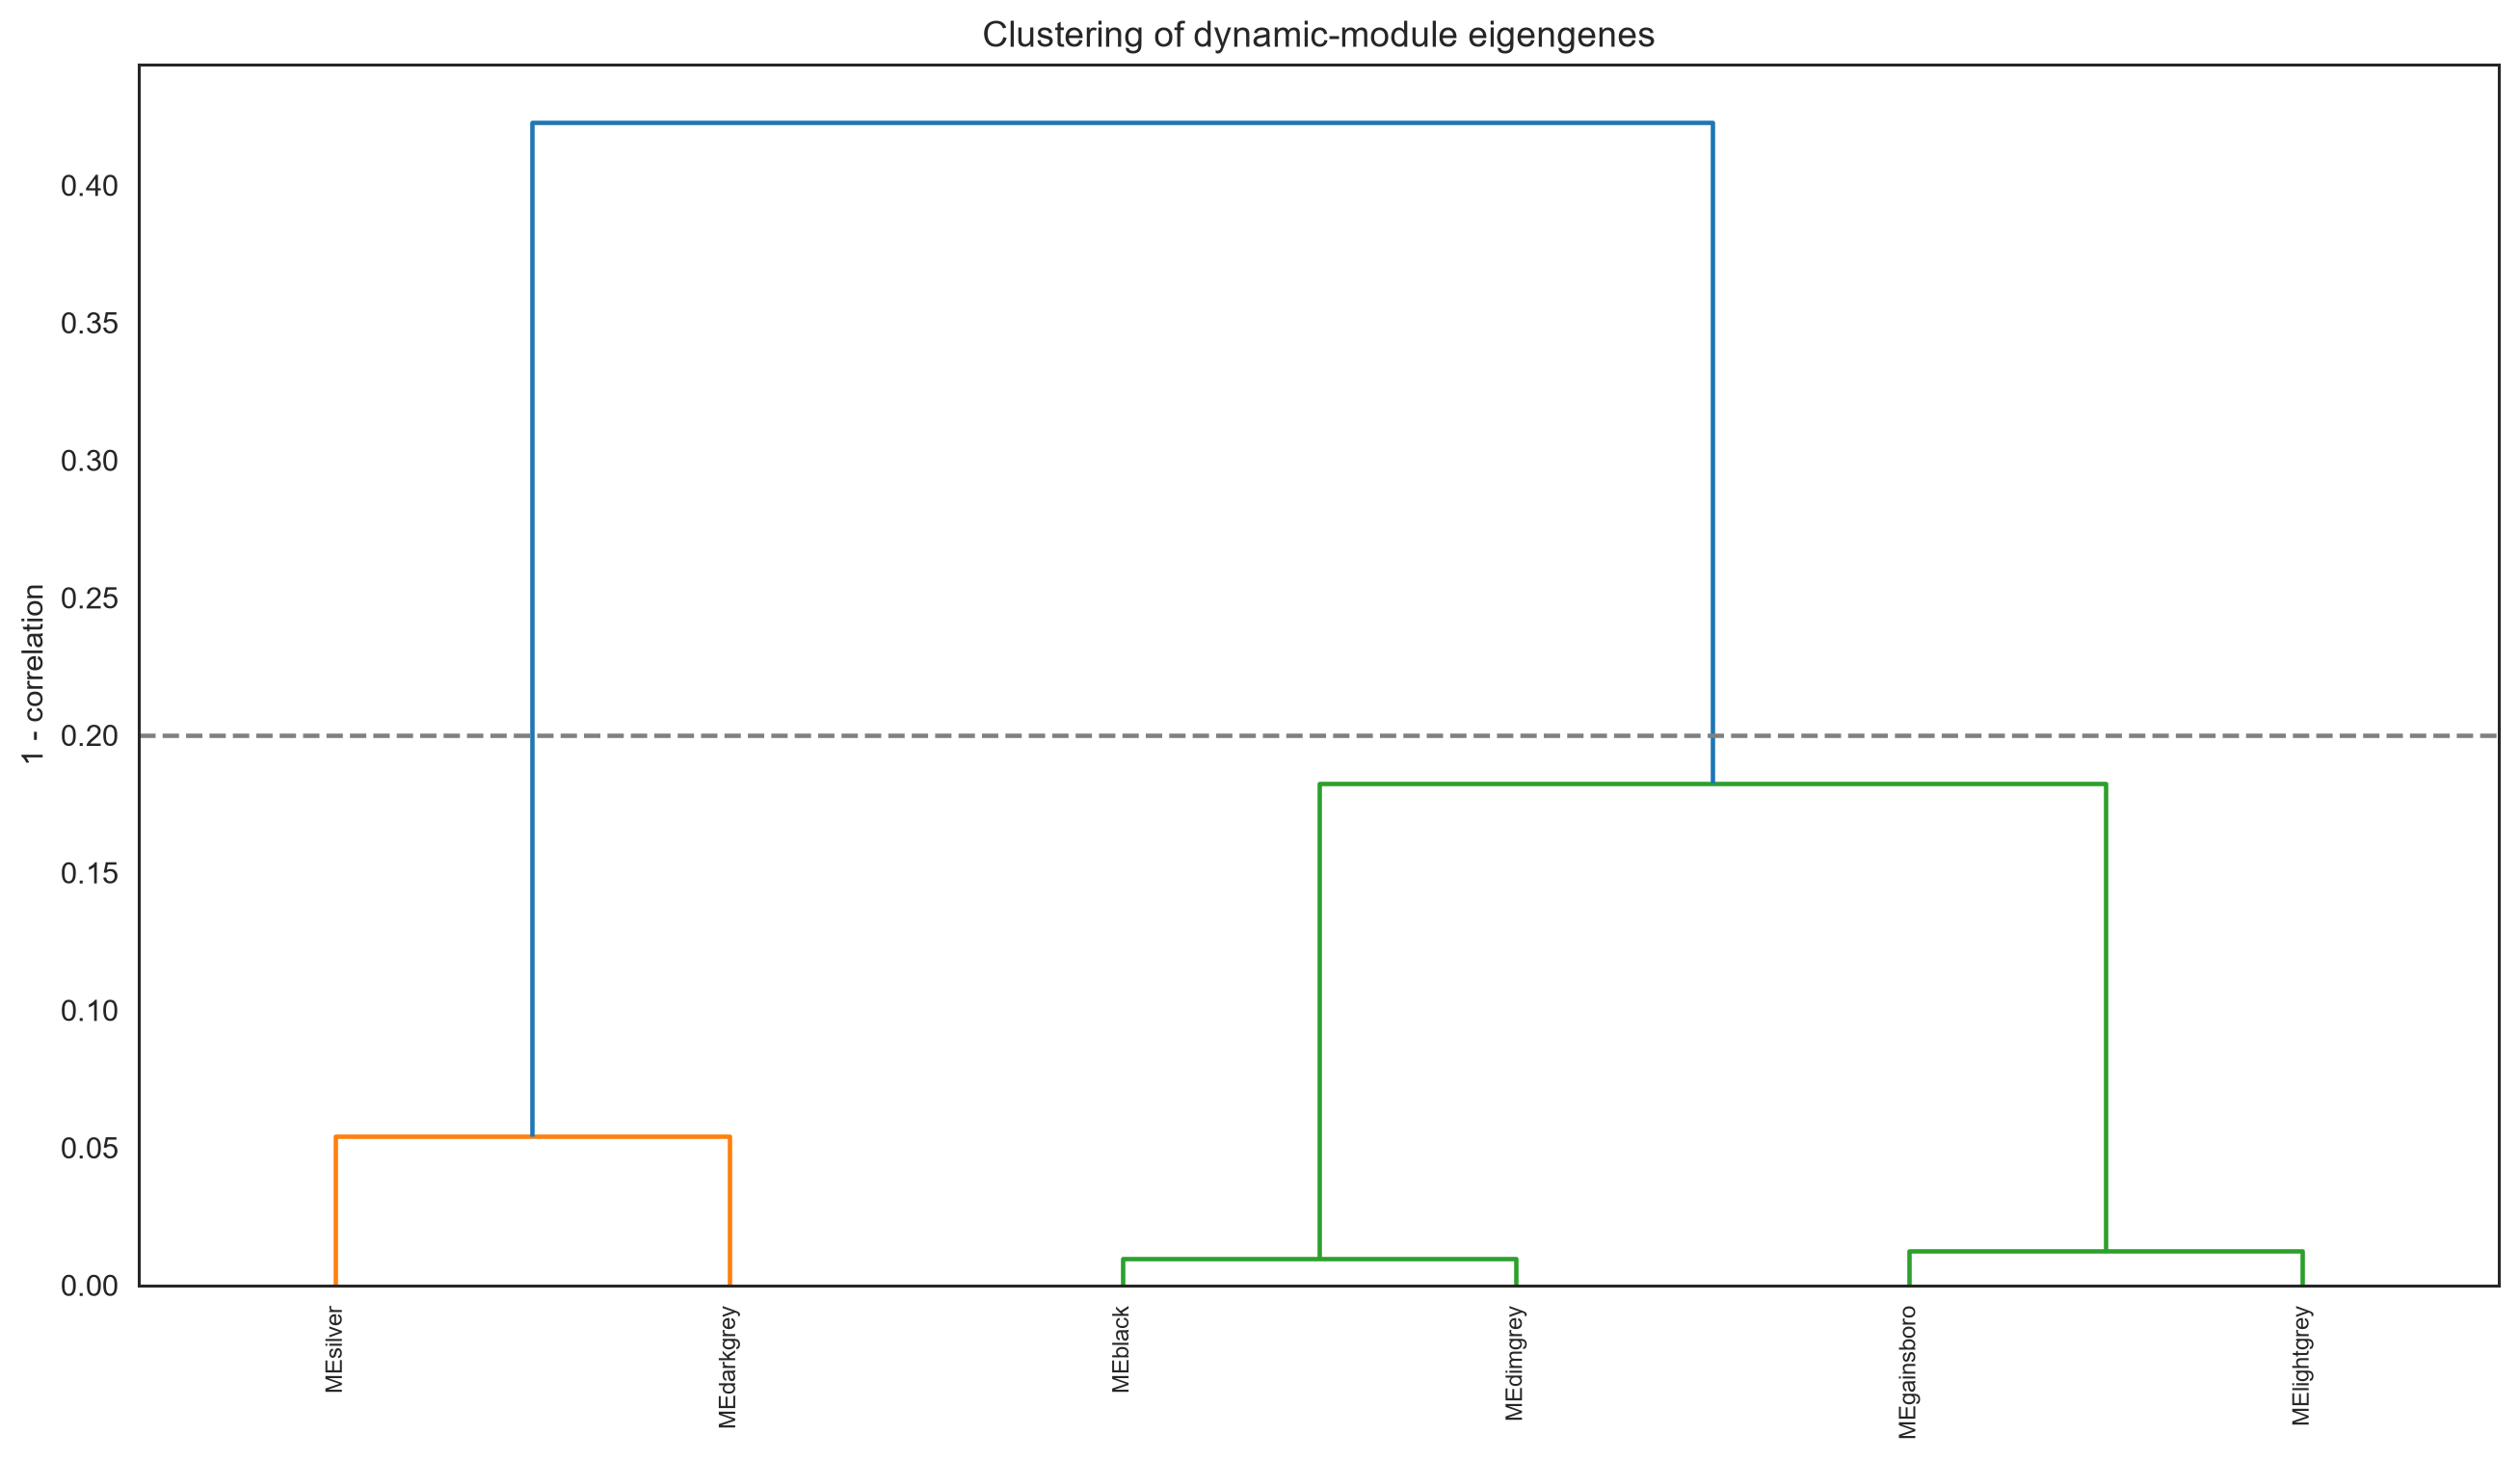 Clustering of dynamic-module eigengenes
1 - correlation
0.40
0.35
0.30
0.25
0.20
0.15
0.10
0.05
0.00
MEsilver
MEdarkgrey
MEblack
MEdimgrey
MEgainsboro
MElightgrey